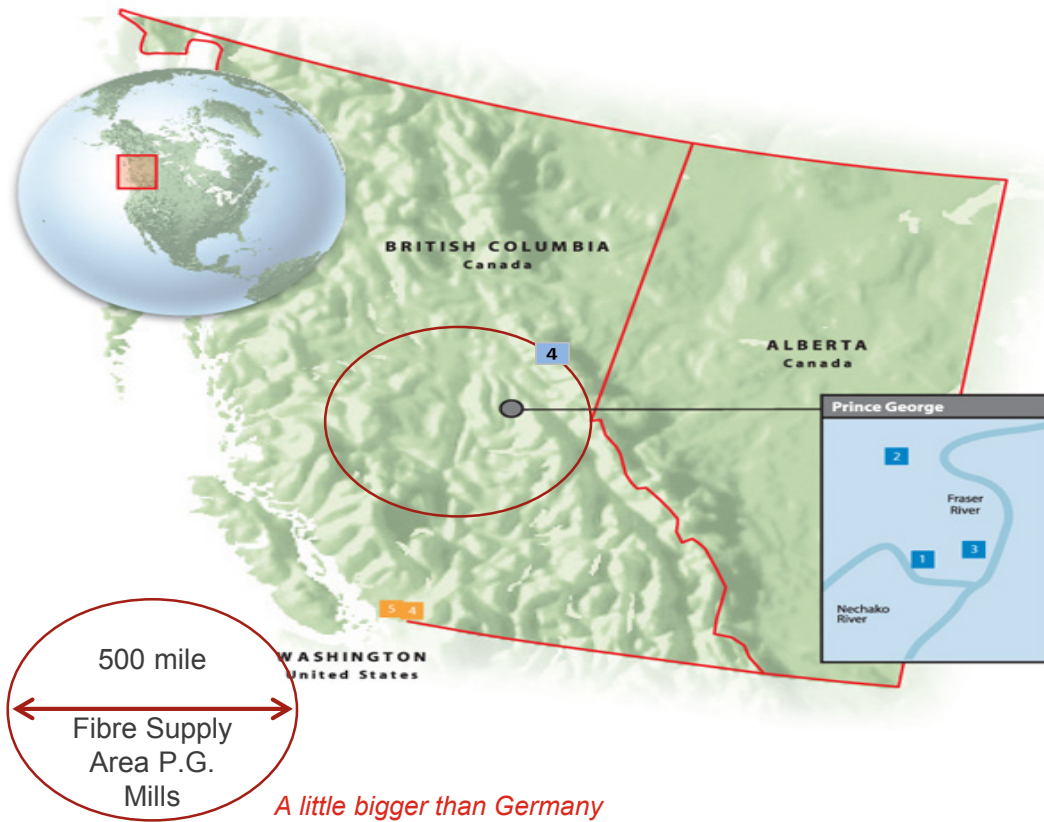 BRITISH COLUMBIA
Canada
4
ALBERTA
Canada
Prince George
2
Fraser
River
1
3
Nechako
River
5 4
WASHINGTON
United States
500 mile
Fibre Supply
Area P.G.
Mills
A little bigger than Germany